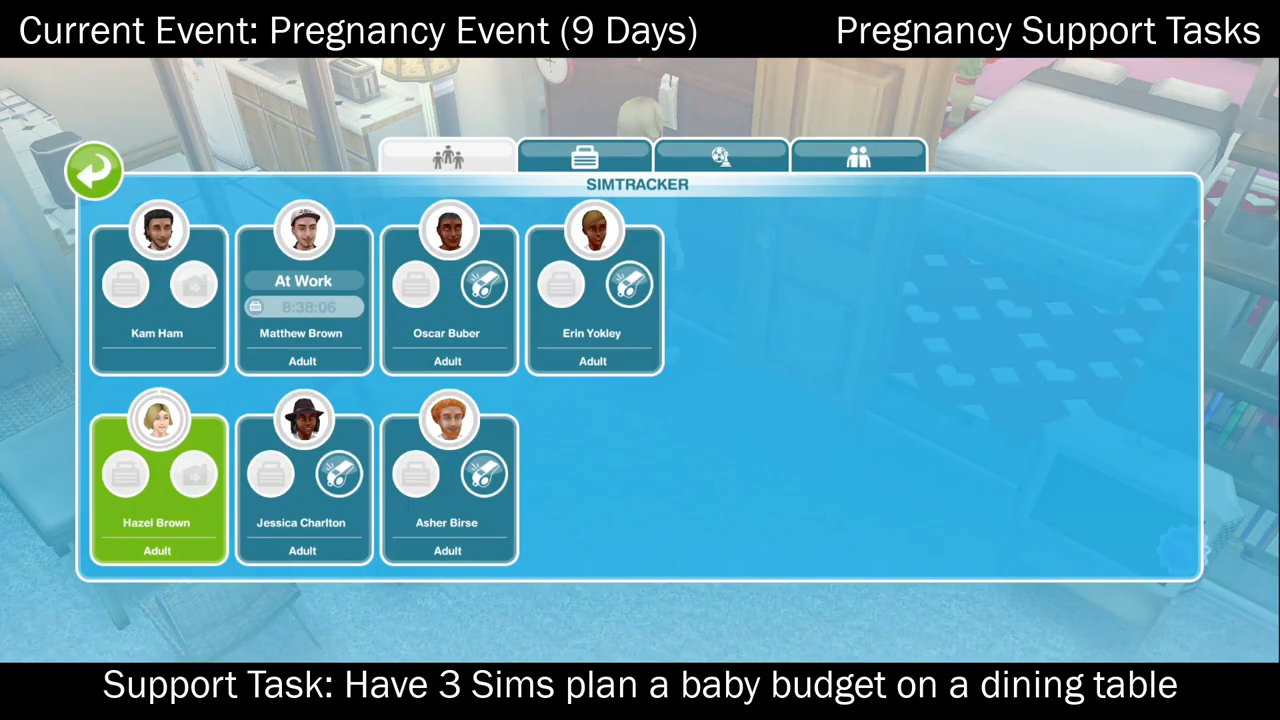 Current Event: Pregnancy Event (9 Days)
Pregnancy Support Tasks
SIMTRACKER
Kam Ham
At Work
8:38:06
Matthew Brown
Adult
Oscar Buber
Adult
Erin Yokley
Adult
Hazel Brown
Adult
Jessica Charlton
Adult
Asher Birse
Adult
Support Task: Have 3 Sims plan a baby budget on a dining table